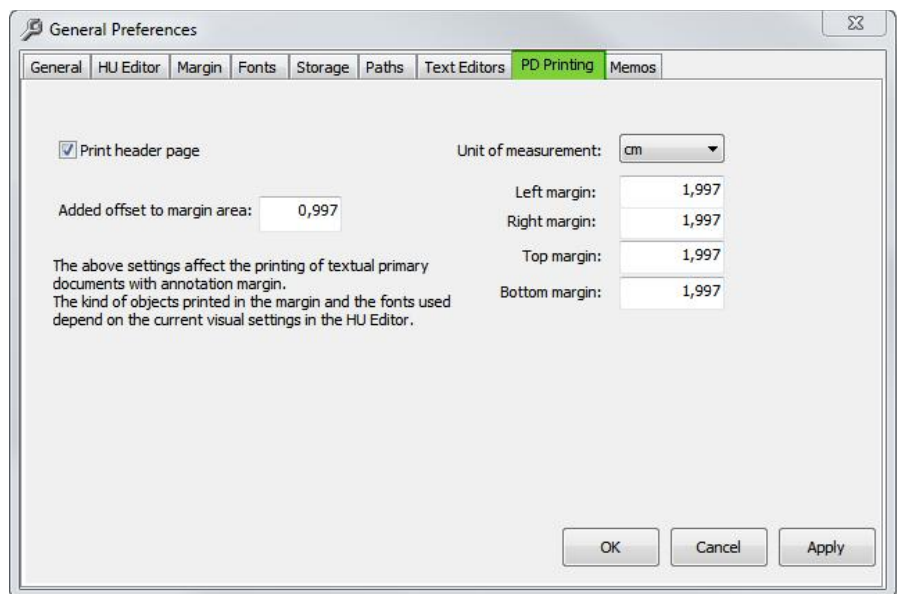 General Preferences
General HU Editor Margin Fonts Storage Paths Text Editors PD Printing Memos
Print header page
Unit of measurement: cm
Left margin: 1,997
Added offset to margin area: 0,997
Right margin: 1,997
Top margin: 1,997
The above settings affect the printing of textual primary
documents with annotation margin.
Bottom margin: 1,997
The kind of objects printed in the margin and the fonts used
depend on the current visual settings in the HU Editor.
OK Cancel Apply